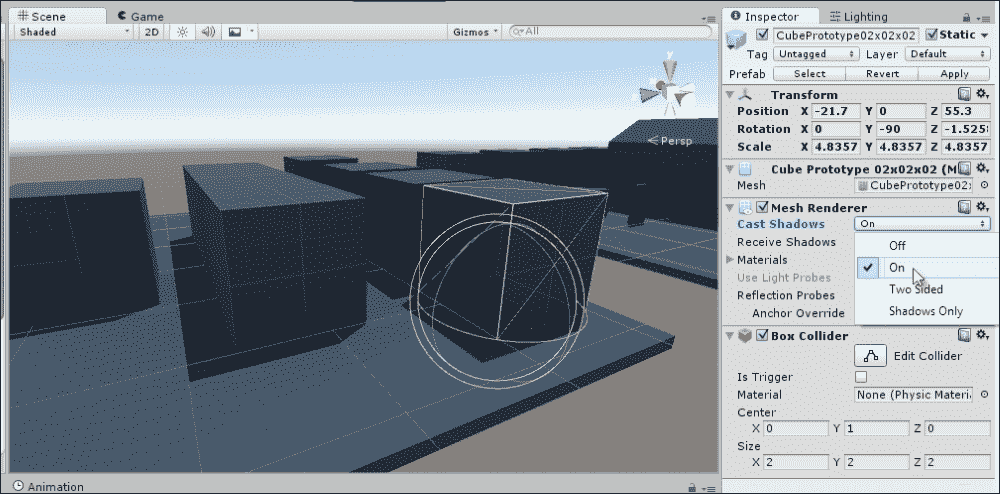 Scene
Game
Shaded
2D
Gizmos
All
y
Persp
Animation
Inspector
Lighting
CubePrototype02x02x02
Static
Tag Untagged Layer Default
Prefab Select Revert Apply
Transform
Position X -21.7 Y 0 Z 55.3
Rotation X 0 Y -90 Z -1.525
Scale X 4.8357 Y 4.8357 Z 4.8357
Cube Prototype 02x02x02 (M
Mesh CubePrototype02
Mesh Renderer
Cast Shadows On
Receive Shadows
Off
Materials
On
Use Light Probes
Two Sided
Reflection Probes
Shadows Only
Anchor Override
Box Collider
Edit Collider
Is Trigger
Material None (Physic Materi
Center
X 0 Y 1 Z 0
Size
X 2 Y 2 Z 2